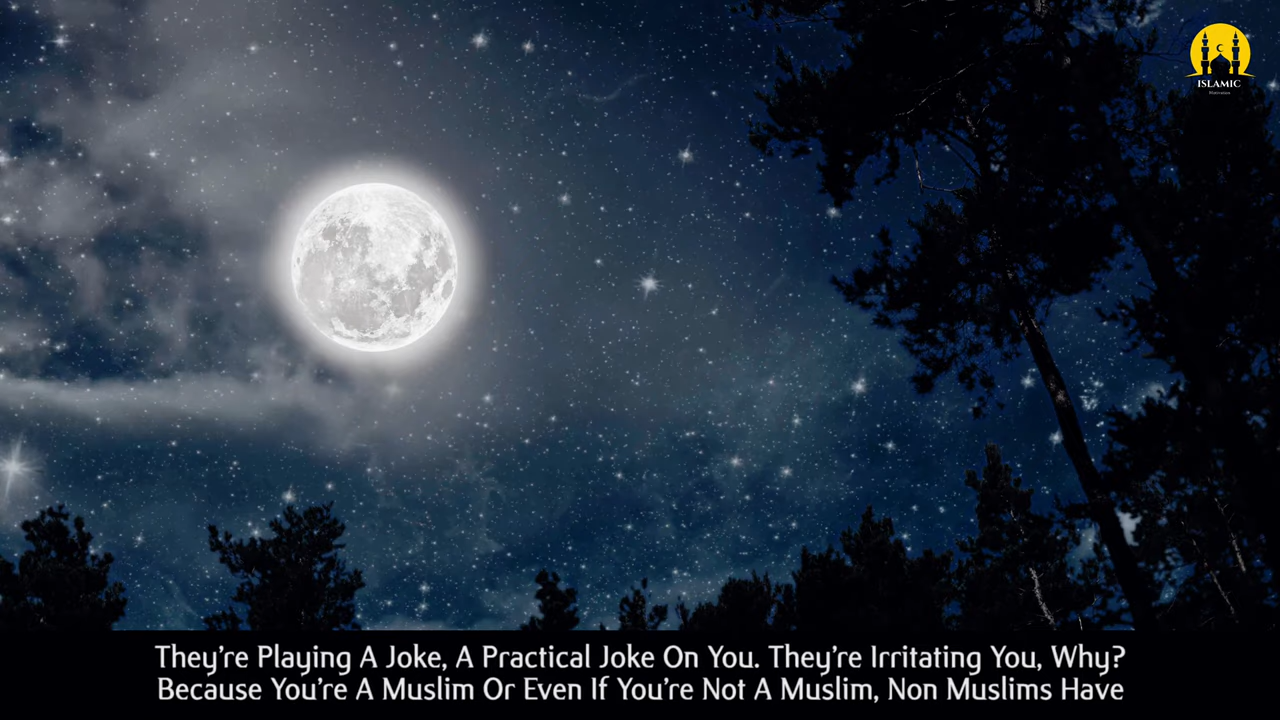 ISLAMIC
Motivation
They're Playing A Joke, A Practical Joke On You. They're Irritating You, Why?
Because You're A Muslim Or Even If You're Not A Muslim, Non Muslims Have